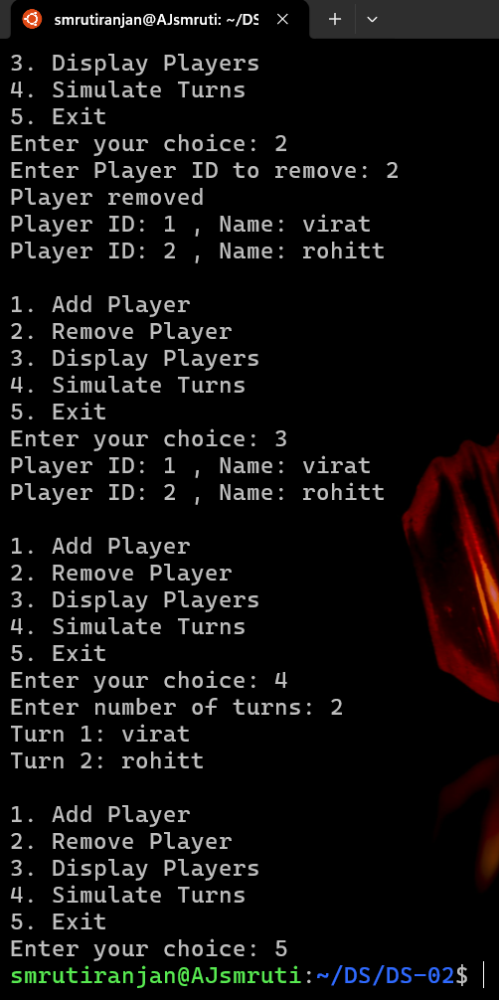 smrutiranjan@AJsmruti: ~/DS
3. Display Players
4. Simulate Turns
5. Exit
Enter your choice: 2
Enter Player ID to remove: 2
Player removed
Player ID: 1 , Name: virat
Player ID: 2 , Name: rohitt
1. Add Player
2. Remove Player
3. Display Players
4. Simulate Turns
5. Exit
Enter your choice: 3
Player ID: 1 , Name: virat
Player ID: 2 , Name: rohitt
1. Add Player
2. Remove Player
3. Display Players
4. Simulate Turns
5. Exit
Enter your choice: 4
Enter number of turns: 2
Turn 1: virat
Turn 2: rohitt
1. Add Player
2. Remove Player
3. Display Players
4. Simulate Turns
5. Exit
Enter your choice: 5
smrutiranjan@AJsmruti:~/DS/DS-02$